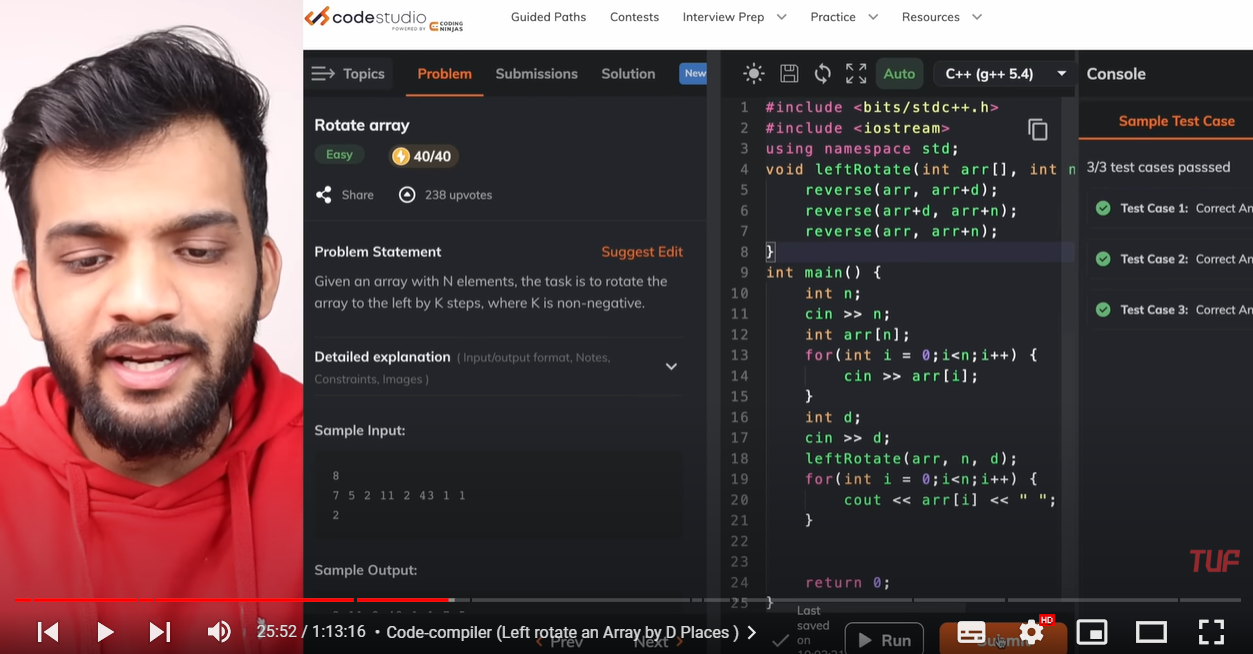 codestudio
POWERED BY CODING NINJAS
Guided Paths Contests Interview Prep Practice Resources
Topics Problem Submissions Solution New
Auto C++ (g++ 5.4) Console
Rotate array
Easy 40/40
Share 238 upvotes
Problem Statement Suggest Edit
Given an array with N elements, the task is to rotate the
array to the left by K steps, where K is non-negative.
Detailed explanation ( Input/output format, Notes,
Constraints, Images )
Sample Input:
8
7 5 2 11 2 43 1 1
2
Sample Output:
Prev Next
1 #include <bits/stdc++.h>
2 #include <iostream>
3 using namespace std;
4 void leftRotate(int arr[], int n
5 reverse(arr, arr+d);
6 reverse(arr+d, arr+n);
7 reverse(arr, arr+n);
8 }
9 int main() {
10 int n;
11 cin >> n;
12 int arr[n];
13 for(int i = 0;i<n;i++) {
14 cin >> arr[i];
15 }
16 int d;
17 cin >> d;
18 leftRotate(arr, n, d);
19 for(int i = 0;i<n;i++) {
20 cout << arr[i] << " ";
21 }
22
23
24 return 0;
25 }
Last
saved
on
Run Submit
Sample Test Case
3/3 test cases passsed
Test Case 1: Correct An
Test Case 2: Correct An
Test Case 3: Correct An
TUF
25:52 / 1:13:16 • Code-compiler (Left rotate an Array by D Places )
HD